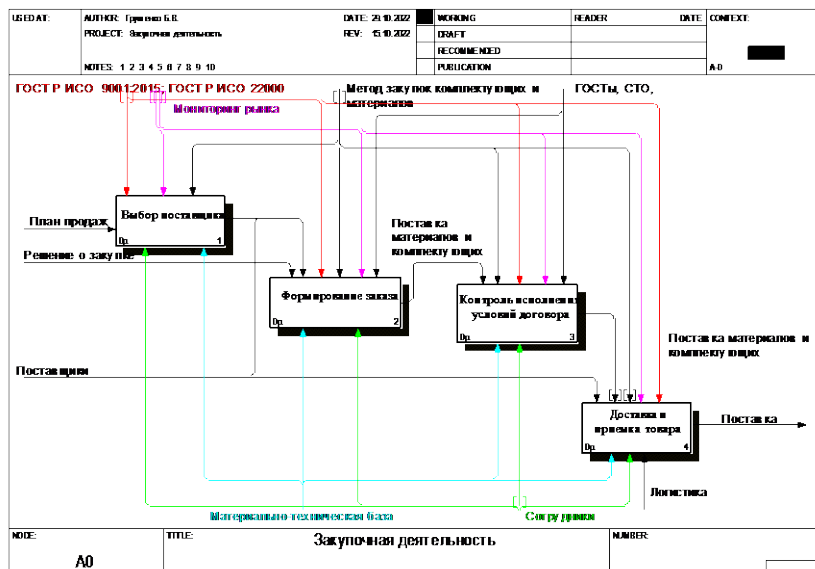 USED AT: AUTHOR: Грищенко Б.В. DATE: 29.10.2022 WORKING READER DATE CONTEXT:
PROJECT: Закупочная деятельность REV: 15.10.2022 DRAFT
RECOMMENDED
NOTES: 1 2 3 4 5 6 7 8 9 10 PUBLICATION A-0
ГОСТ Р ИСО 9001:2015; ГОСТ Р ИСО 22000
Метод закупок комплектующих и
материалов
ГОСТы, СТО,
Мониторинг рынка
План продаж
Выбор поставщика
0р. 1
Решение о закупке
Поставка
материалов и
комплектующих
Формирование заказа
0р. 2
Контроль исполнения
условий договора
0р. 3
Поставка материалов и
комплектующих
Поставщики
Доставка и
приемка товара
0р. 4
Поставка
Логистика
Материально-техническая база
Сотрудники
NODE: TITLE: Закупочная деятельность NUMBER:
A0